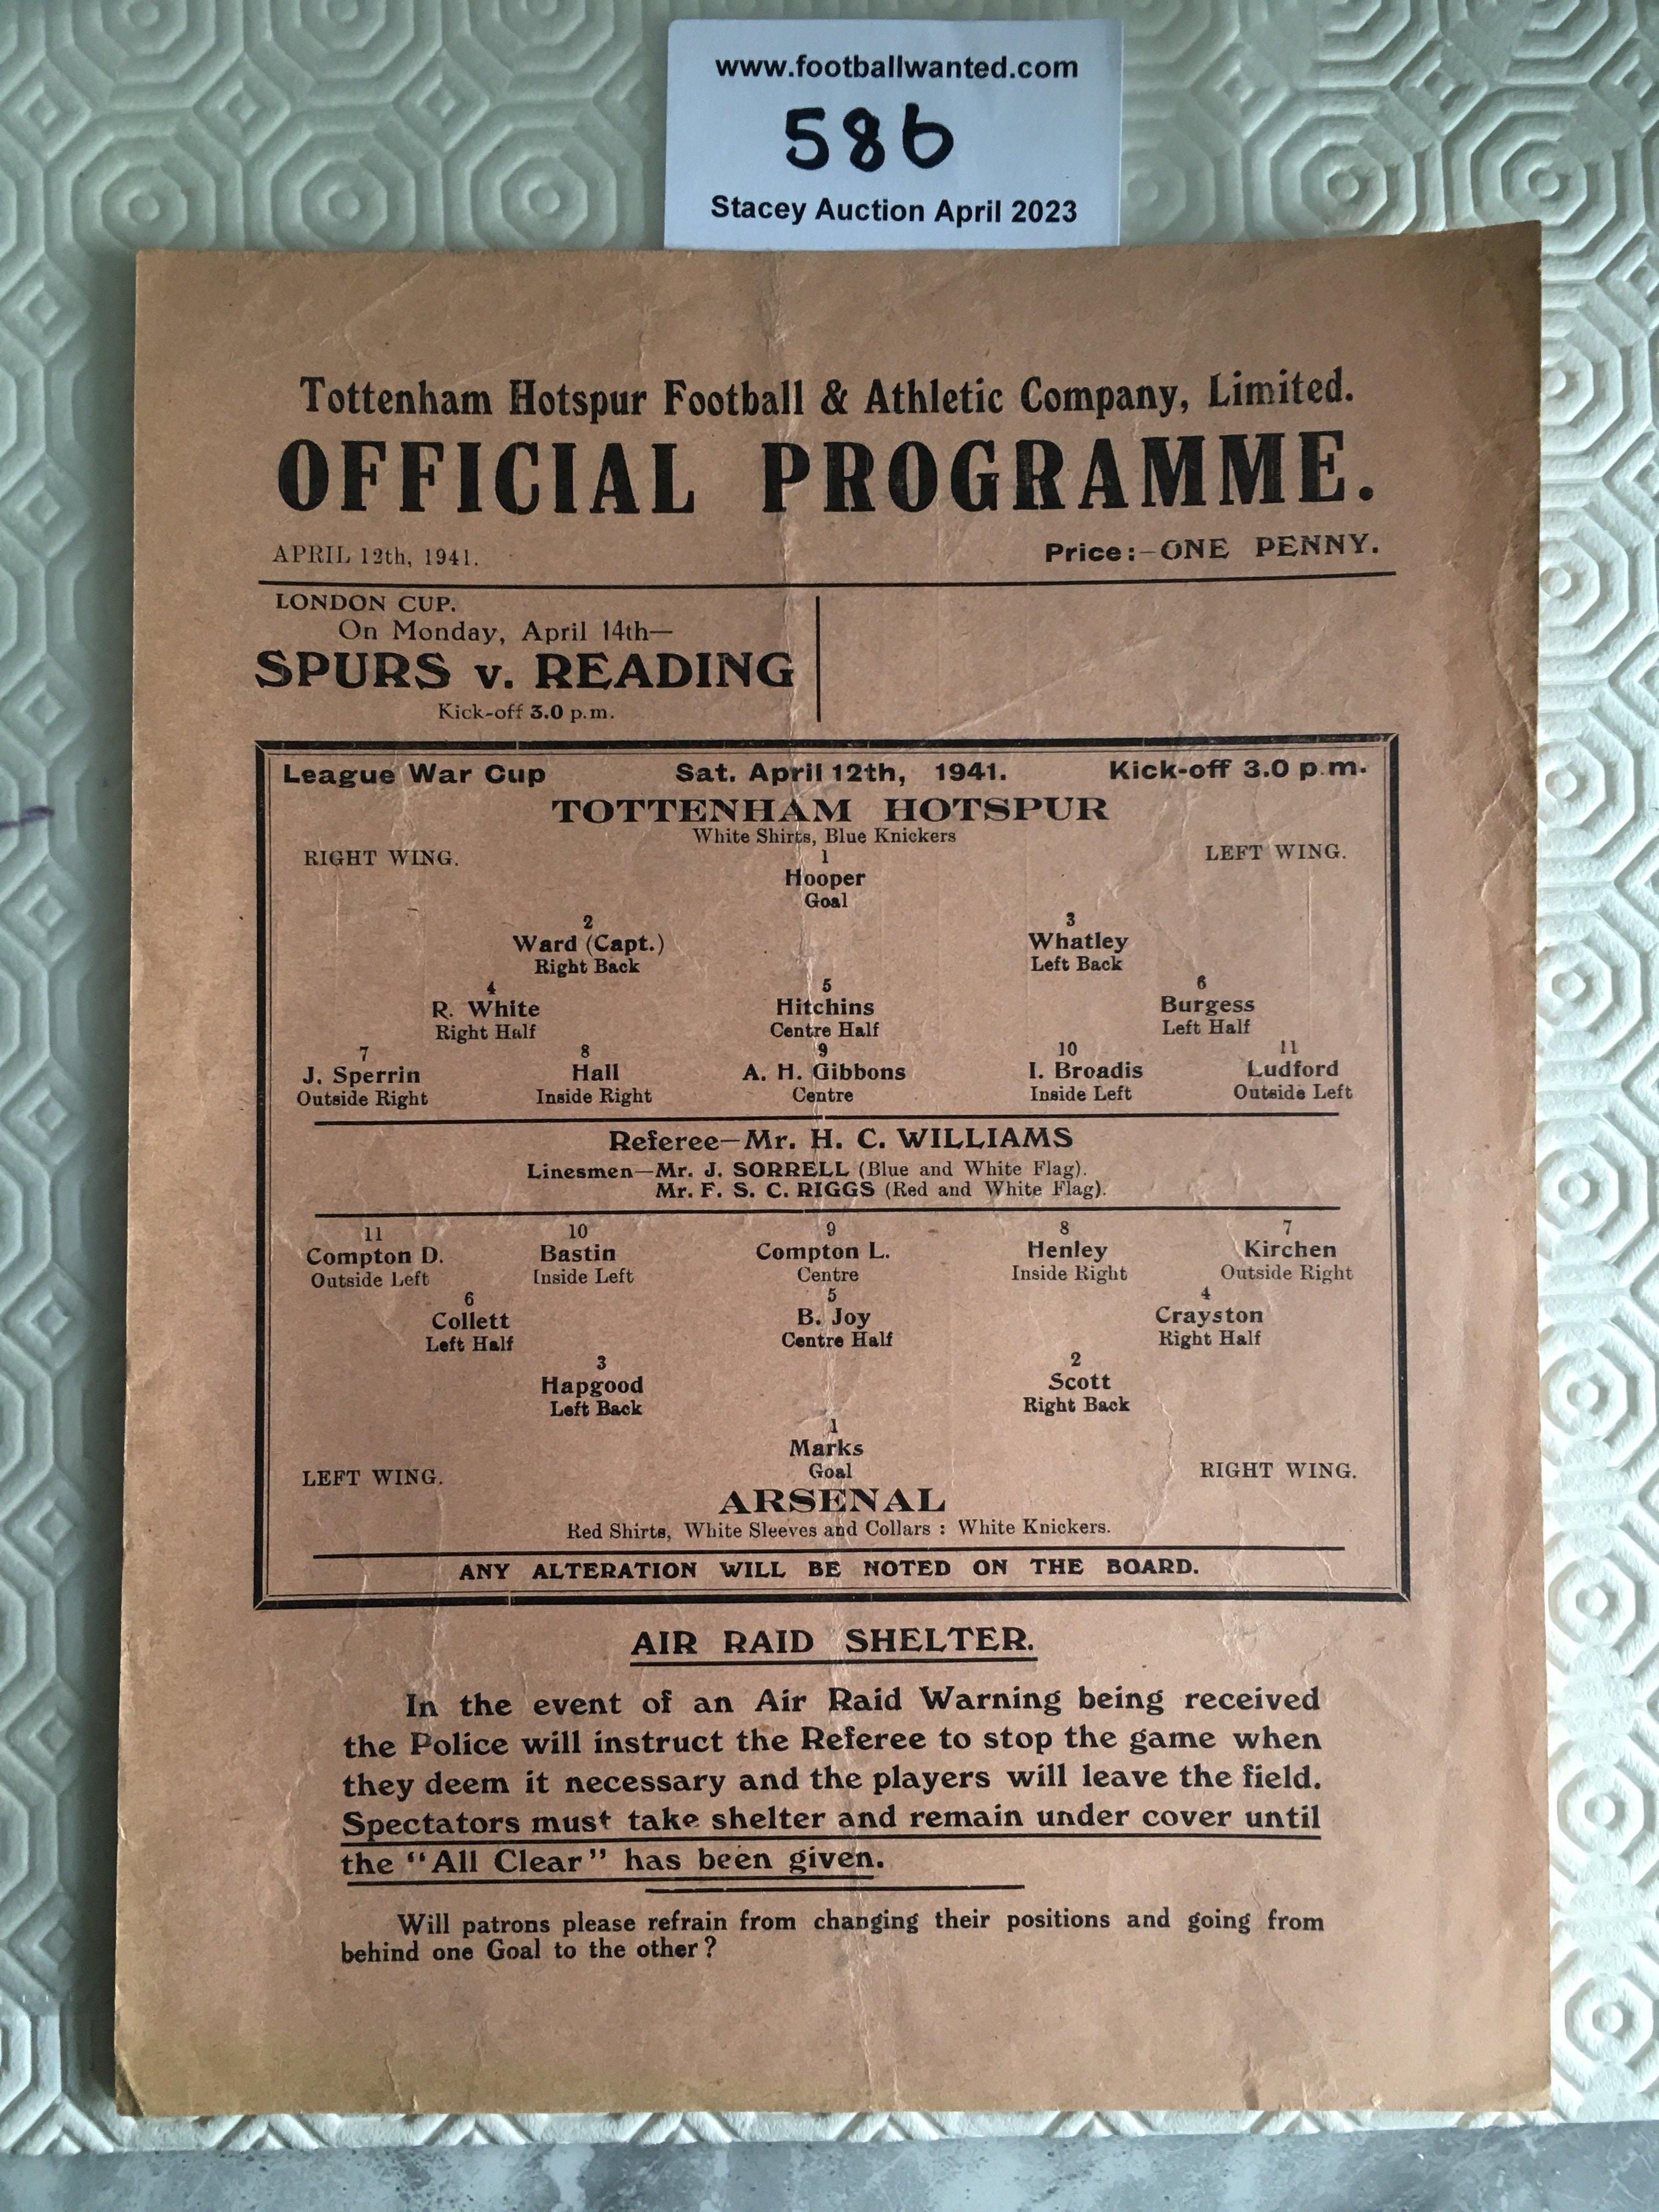 www.footballwanted.com
586
Stacey Auction April 2023
Tottenham Hotspur Football & Athletic Company, Limited.
OFFICIAL PROGRAMME.
APRIL 12th, 1941. Price:-ONE PENNY.
LONDON CUP.
On Monday, April 14th—
SPURS v. READING
Kick-off 3.0 p.m.
League War Cup Sat. April 12th, 1941. Kick-off 3.0 p.m.
TOTTENHAM HOTSPUR
White Shirts, Blue Knickers
RIGHT WING. 1 LEFT WING.
Hooper
Goal
2 3
Ward (Capt.) Whatley
Right Back Left Back
4 5 6
R. White Hitchins Burgess
Right Half Centre Half Left Half
7 8 9 10 11
J. Sperrin Hall A. H. Gibbons I. Broadis Ludford
Outside Right Inside Right Centre Inside Left Outside Left
Referee—Mr. H. C. WILLIAMS
Linesmen—Mr. J. SORRELL (Blue and White Flag).
Mr. F. S. C. RIGGS (Red and White Flag).
11 10 9 8 7
Compton D. Bastin Compton L. Henley Kirchen
Outside Left Inside Left Centre Inside Right Outside Right
6 5 4
Collett B. Joy Crayston
Left Half Centre Half Right Half
3 2
Hapgood Scott
Left Back Right Back
1
Marks
LEFT WING. Goal RIGHT WING.
ARSENAL
Red Shirts, White Sleeves and Collars : White Knickers.
ANY ALTERATION WILL BE NOTED ON THE BOARD.
AIR RAID SHELTER.
In the event of an Air Raid Warning being received
the Police will instruct the Referee to stop the game when
they deem it necessary and the players will leave the field.
Spectators must take shelter and remain under cover until
the "All Clear" has been given.
Will patrons please refrain from changing their positions and going from
behind one Goal to the other?